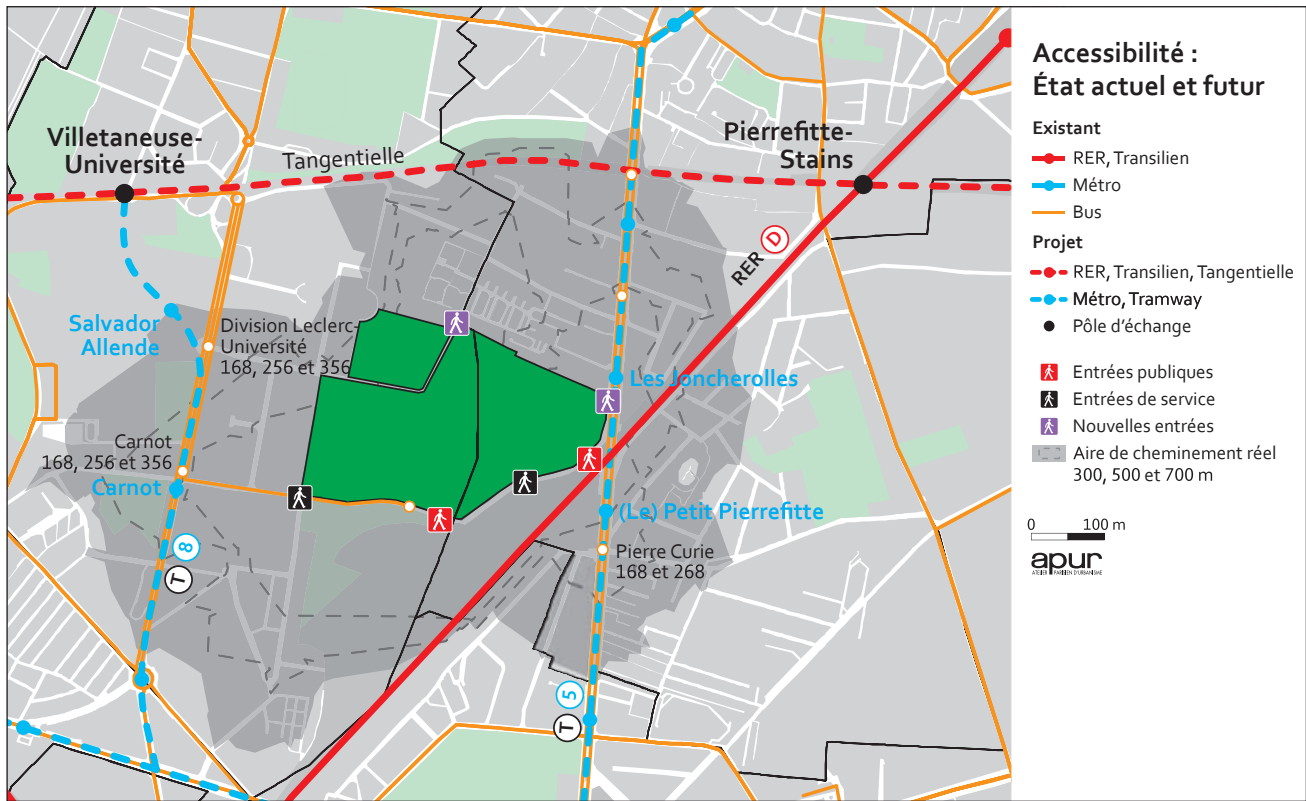 Villetaneuse-
Université
Tangentielle
Pierrefitte-
Stains
RER D
Salvador
Allende
Division Leclerc-
Université
168, 256 et 356
Les Joncherolles
Carnot
168, 256 et 356
Carnot
(Le) Petit Pierrefitte
Pierre Curie
168 et 268
T 8
T 5
Accessibilité :
État actuel et futur
Existant
RER, Transilien
Métro
Bus
Projet
RER, Transilien, Tangentielle
Métro, Tramway
Pôle d’échange
Entrées publiques
Entrées de service
Nouvelles entrées
Aire de cheminement réel
300, 500 et 700 m
0 100 m
apur
ATELIER PARISIEN D’URBANISME